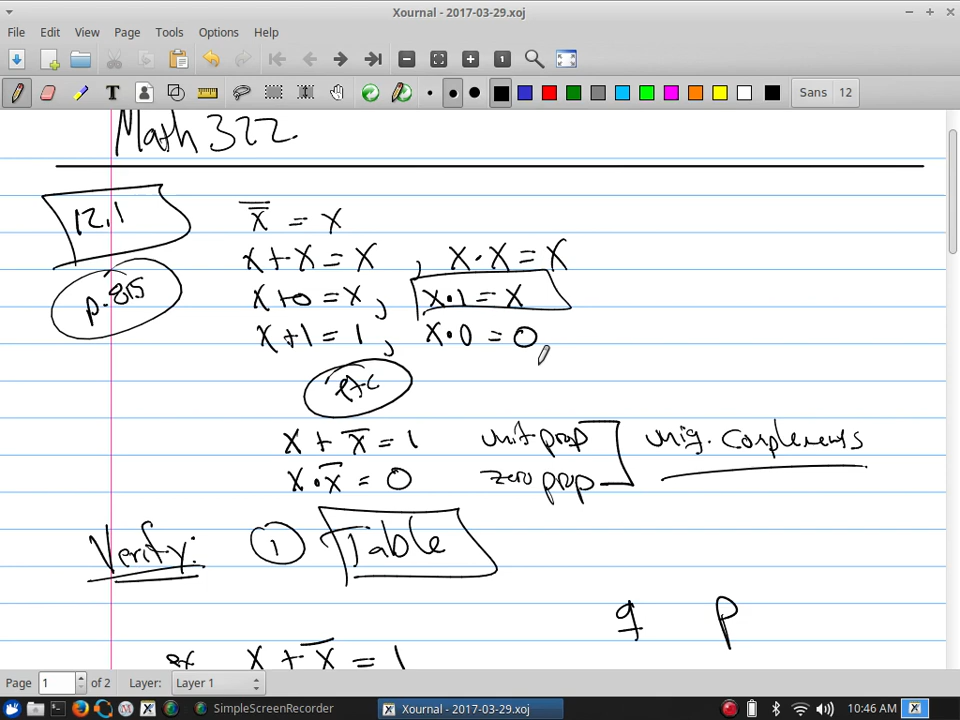 Xournal - 2017-03-29.xoj
File Edit View Page Tools Options Help
Sans 12
Math 322
12.1
x̿ = x
x + x = x , x · x = x
p. 815
x + 0 = x , x · 1 = x
x + 1 = 1 , x · 0 = 0
etc
x + x̅ = 1 unit prop uniq. complements
x · x̅ = 0 zero prop
Verify: ① Table
q p
ex x + x̅ = 1
Page 1 of 2 Layer: Layer 1
SimpleScreenRecorder Xournal - 2017-03-29.xoj 10:46 AM